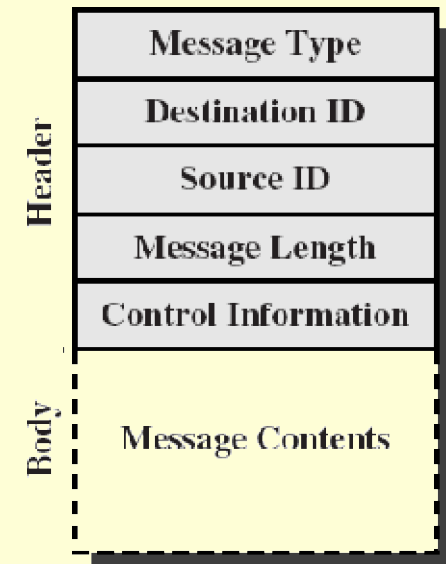 Header
Message Type
Destination ID
Source ID
Message Length
Control Information
Body
Message Contents